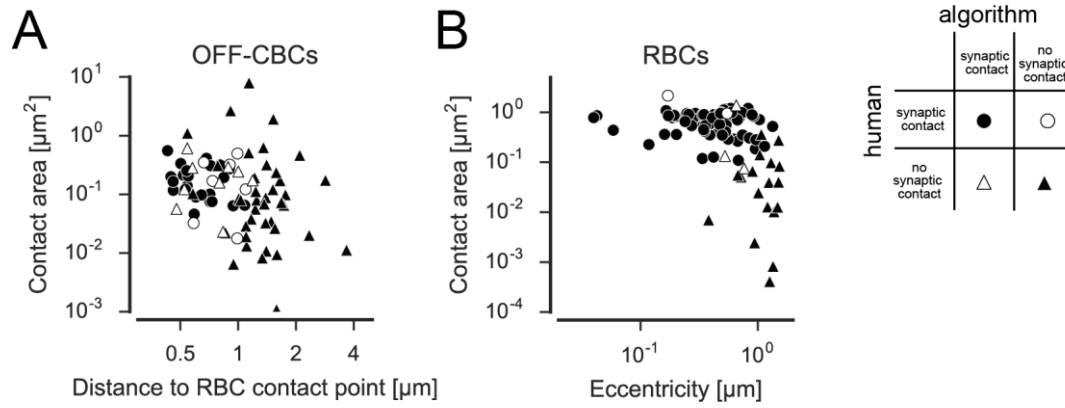 A
OFF-CBCs
Contact area [µm²]
10¹
10⁰
10⁻¹
10⁻²
10⁻³
0.5 1 2 4
Distance to RBC contact point [µm]
B
RBCs
Contact area [µm²]
10⁰
10⁻¹
10⁻²
10⁻³
10⁻⁴
10⁻¹ 10⁰
Eccentricity [µm]
algorithm
synaptic
contact
no
synaptic
contact
human
synaptic
contact
no
synaptic
contact